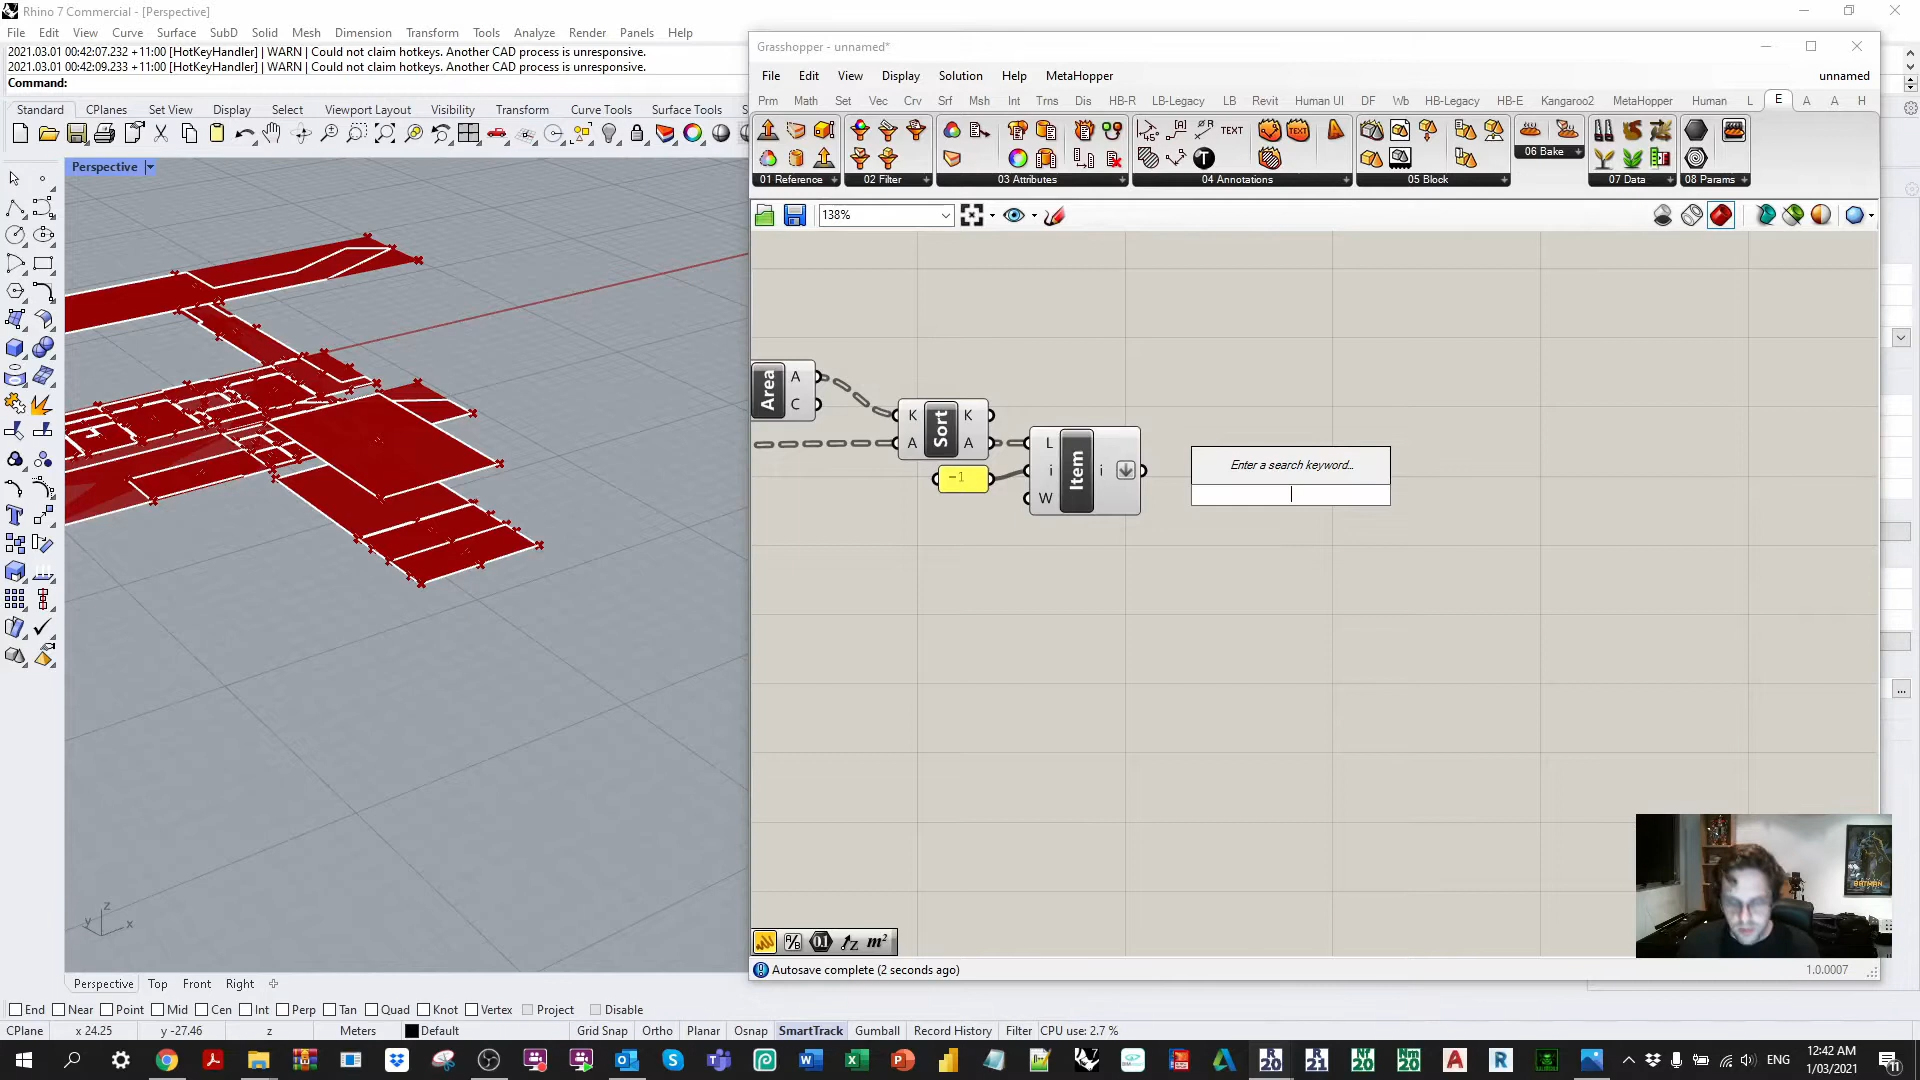 Rhino 7 Commercial - [Perspective]
File Edit View Curve Surface SubD Solid Mesh Dimension Transform Tools Analyze Render Panels Help
2021.03.01 00:42:07.232 +11:00 [HotKeyHandler] | WARN | Could not claim hotkeys. Another CAD process is unresponsive.
2021.03.01 00:42:09.233 +11:00 [HotKeyHandler] | WARN | Could not claim hotkeys. Another CAD process is unresponsive.
Command:
Standard CPlanes Set View Display Select Viewport Layout Visibility Transform Curve Tools Surface Tools S
Perspective
Grasshopper - unnamed*
File Edit View Display Solution Help MetaHopper unnamed
Prm Math Set Vec Crv Srf Msh Int Trns Dis HB-R LB-Legacy LB Revit Human UI DF Wb HB-Legacy HB-E Kangaroo2 MetaHopper Human L E A A H
TEXT TEXT
01 Reference 02 Filter 03 Attributes 04 Annotations 05 Block 06 Bake 07 Data 08 Params
138%
Area A C
K A Sort K A
-1
L i W Item i
Enter a search keyword...
BATMAN
z y x
m²
Autosave complete (2 seconds ago) 1.0.0007
Perspective Top Front Right
End Near Point Mid Cen Int Perp Tan Quad Knot Vertex Project Disable
CPlane x 24.25 y -27.46 z Meters Default Grid Snap Ortho Planar Osnap SmartTrack Gumball Record History Filter CPU use: 2.7 %
ENG
12:42 AM
1/03/2021